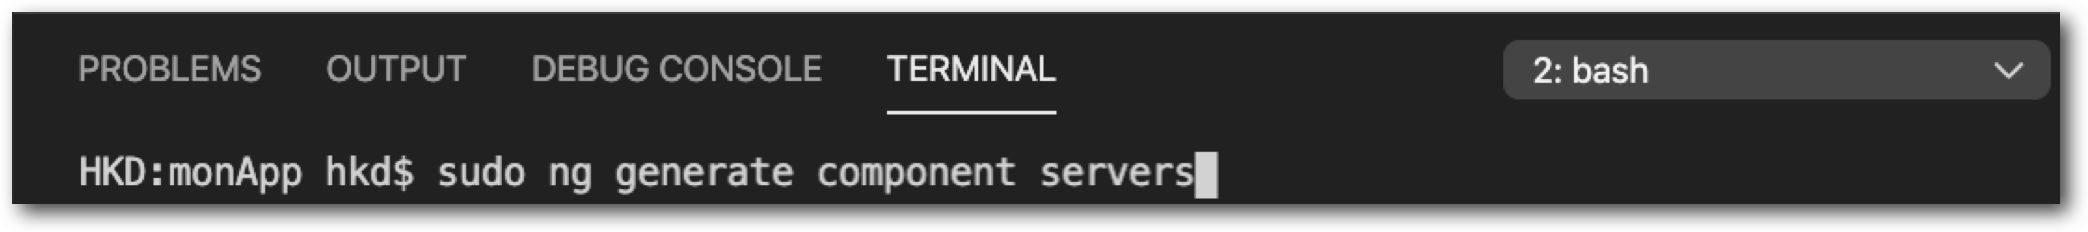 PROBLEMS OUTPUT DEBUG CONSOLE TERMINAL 2: bash
HKD:monApp hkd$ sudo ng generate component servers